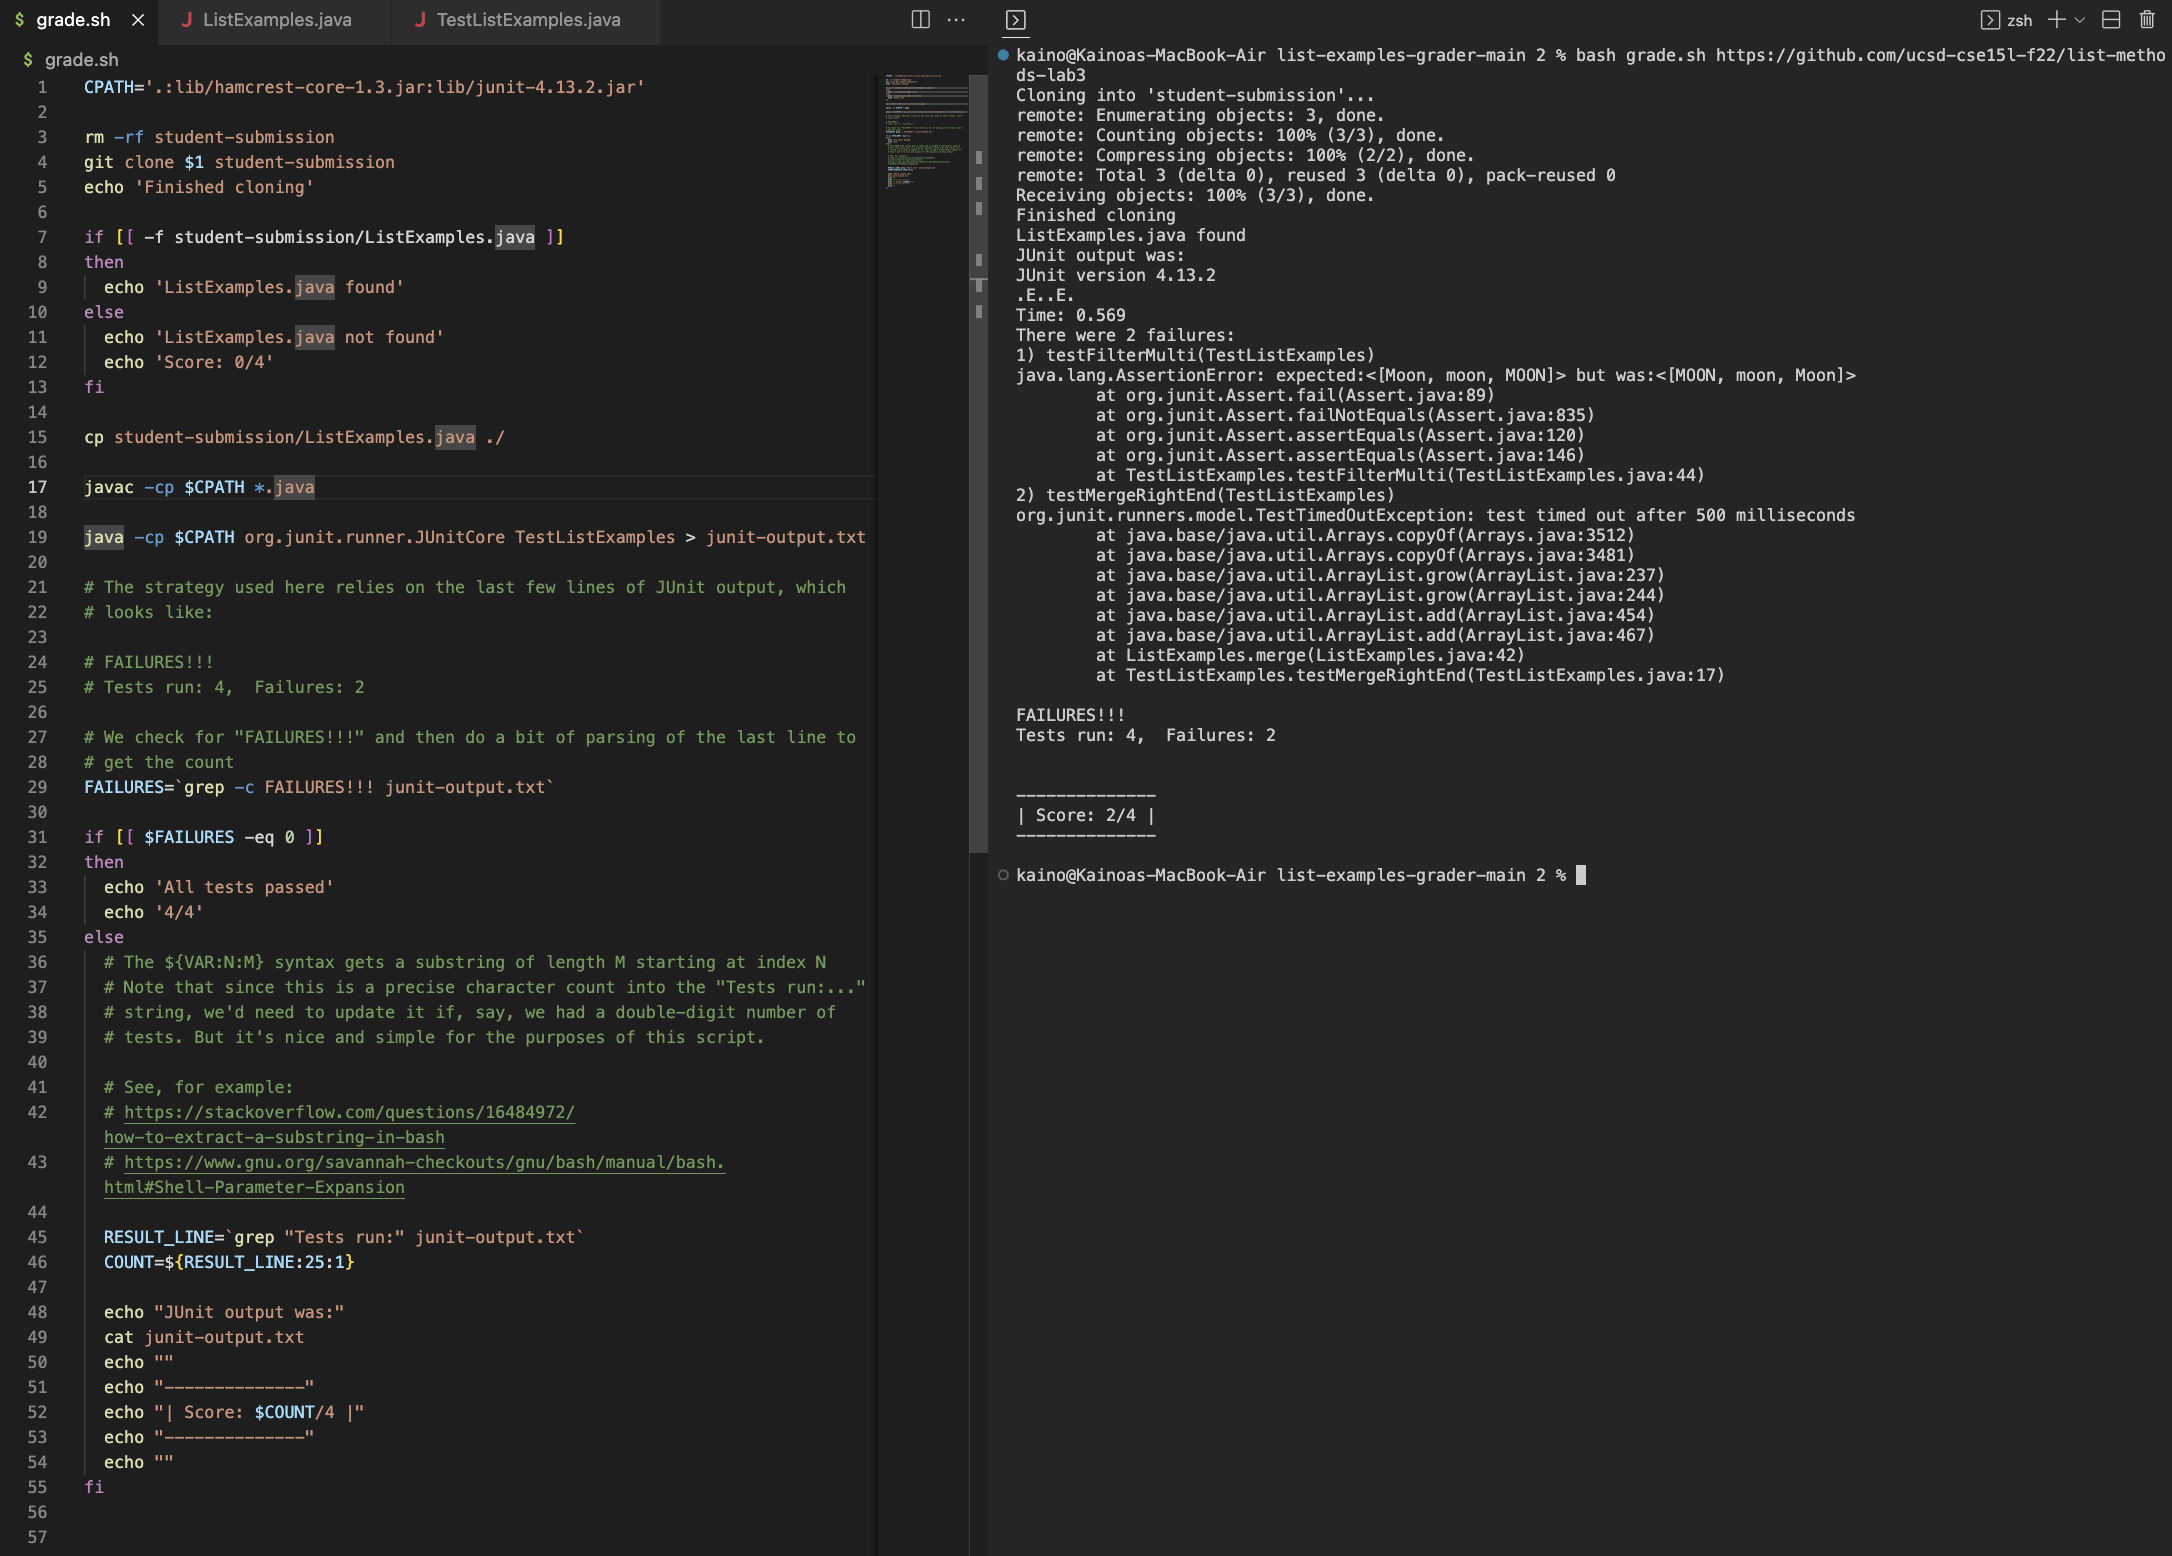 $ grade.sh × J ListExamples.java J TestListExamples.java ...
$ grade.sh
1 CPATH='.:lib/hamcrest-core-1.3.jar:lib/junit-4.13.2.jar'
2
3 rm -rf student-submission
4 git clone $1 student-submission
5 echo 'Finished cloning'
6
7 if [[ -f student-submission/ListExamples.java ]]
8 then
9 echo 'ListExamples.java found'
10 else
11 echo 'ListExamples.java not found'
12 echo 'Score: 0/4'
13 fi
14
15 cp student-submission/ListExamples.java ./
16
17 javac -cp $CPATH *.java
18
19 java -cp $CPATH org.junit.runner.JUnitCore TestListExamples > junit-output.txt
20
21 # The strategy used here relies on the last few lines of JUnit output, which
22 # looks like:
23
24 # FAILURES!!!
25 # Tests run: 4,  Failures: 2
26
27 # We check for "FAILURES!!!" and then do a bit of parsing of the last line to
28 # get the count
29 FAILURES=`grep -c FAILURES!!! junit-output.txt`
30
31 if [[ $FAILURES -eq 0 ]]
32 then
33 echo 'All tests passed'
34 echo '4/4'
35 else
36 # The ${VAR:N:M} syntax gets a substring of length M starting at index N
37 # Note that since this is a precise character count into the "Tests run:..."
38 # string, we'd need to update it if, say, we had a double-digit number of
39 # tests. But it's nice and simple for the purposes of this script.
40
41 # See, for example:
42 # https://stackoverflow.com/questions/16484972/
how-to-extract-a-substring-in-bash
43 # https://www.gnu.org/savannah-checkouts/gnu/bash/manual/bash.
html#Shell-Parameter-Expansion
44
45 RESULT_LINE=`grep "Tests run:" junit-output.txt`
46 COUNT=${RESULT_LINE:25:1}
47
48 echo "JUnit output was:"
49 cat junit-output.txt
50 echo ""
51 echo "--------------"
52 echo "| Score: $COUNT/4 |"
53 echo "--------------"
54 echo ""
55 fi
56
57
zsh
kaino@Kainoas-MacBook-Air list-examples-grader-main 2 % bash grade.sh https://github.com/ucsd-cse15l-f22/list-metho
ds-lab3
Cloning into 'student-submission'...
remote: Enumerating objects: 3, done.
remote: Counting objects: 100% (3/3), done.
remote: Compressing objects: 100% (2/2), done.
remote: Total 3 (delta 0), reused 3 (delta 0), pack-reused 0
Receiving objects: 100% (3/3), done.
Finished cloning
ListExamples.java found
JUnit output was:
JUnit version 4.13.2
.E..E.
Time: 0.569
There were 2 failures:
1) testFilterMulti(TestListExamples)
java.lang.AssertionError: expected:<[Moon, moon, MOON]> but was:<[MOON, moon, Moon]>
at org.junit.Assert.fail(Assert.java:89)
at org.junit.Assert.failNotEquals(Assert.java:835)
at org.junit.Assert.assertEquals(Assert.java:120)
at org.junit.Assert.assertEquals(Assert.java:146)
at TestListExamples.testFilterMulti(TestListExamples.java:44)
2) testMergeRightEnd(TestListExamples)
org.junit.runners.model.TestTimedOutException: test timed out after 500 milliseconds
at java.base/java.util.Arrays.copyOf(Arrays.java:3512)
at java.base/java.util.Arrays.copyOf(Arrays.java:3481)
at java.base/java.util.ArrayList.grow(ArrayList.java:237)
at java.base/java.util.ArrayList.grow(ArrayList.java:244)
at java.base/java.util.ArrayList.add(ArrayList.java:454)
at java.base/java.util.ArrayList.add(ArrayList.java:467)
at ListExamples.merge(ListExamples.java:42)
at TestListExamples.testMergeRightEnd(TestListExamples.java:17)
FAILURES!!!
Tests run: 4,  Failures: 2
--------------
| Score: 2/4 |
--------------
kaino@Kainoas-MacBook-Air list-examples-grader-main 2 %